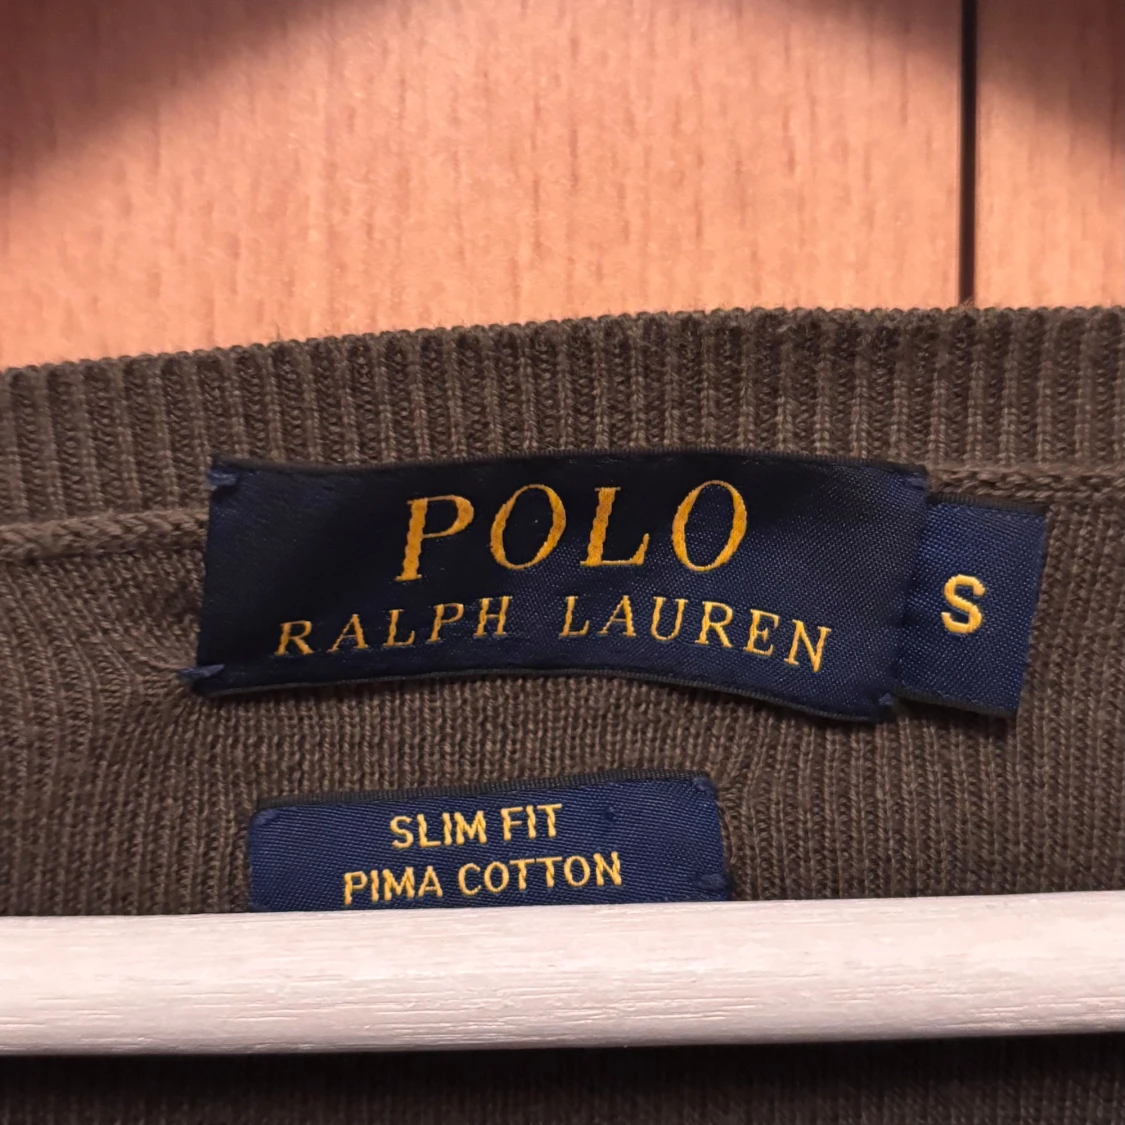 POLO
RALPH LAUREN
S
SLIM FIT
PIMA COTTON